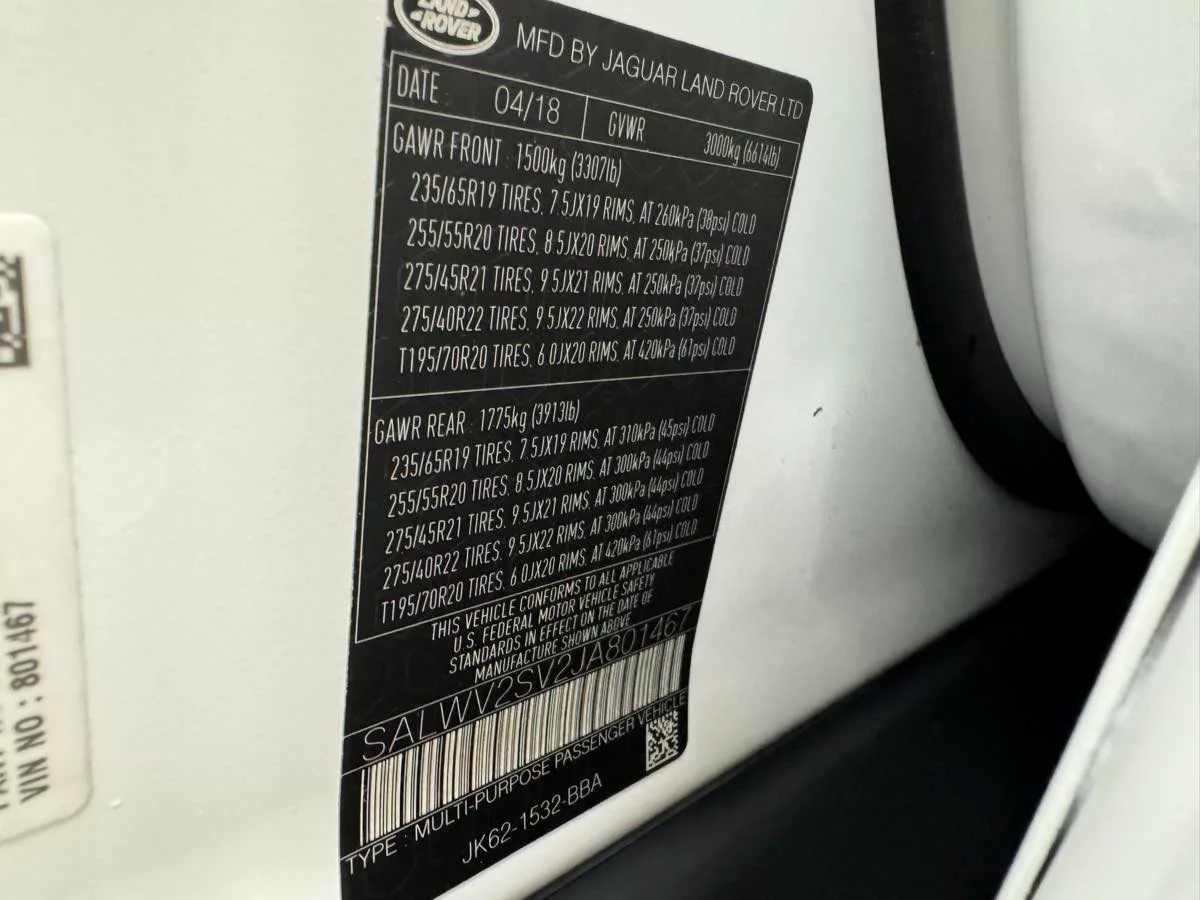 LAND ROVER
MFD BY JAGUAR LAND ROVER LTD
DATE : 04/18 GVWR 3000kg (6614lb)
GAWR FRONT : 1500kg (3307lb)
235/65R19 TIRES, 7.5JX19 RIMS, AT 260kPa (38psi) COLD
255/55R20 TIRES, 8.5JX20 RIMS, AT 250kPa (37psi) COLD
275/45R21 TIRES, 9.5JX21 RIMS, AT 250kPa (37psi) COLD
275/40R22 TIRES, 9.5JX22 RIMS, AT 250kPa (37psi) COLD
T195/70R20 TIRES, 6.0JX20 RIMS, AT 420kPa (61psi) COLD
GAWR REAR : 1775kg (3913lb)
235/65R19 TIRES, 7.5JX19 RIMS, AT 310kPa (45psi) COLD
255/55R20 TIRES, 8.5JX20 RIMS, AT 300kPa (44psi) COLD
275/45R21 TIRES, 9.5JX21 RIMS, AT 300kPa (44psi) COLD
275/40R22 TIRES, 9.5JX22 RIMS, AT 300kPa (44psi) COLD
T195/70R20 TIRES, 6.0JX20 RIMS, AT 420kPa (61psi) COLD
THIS VEHICLE CONFORMS TO ALL APPLICABLE
U.S. FEDERAL MOTOR VEHICLE SAFETY
STANDARDS IN EFFECT ON THE DATE OF
MANUFACTURE SHOWN ABOVE
SALWV2SV2JA801467
TYPE : MULTI-PURPOSE PASSENGER VEHICLE
JK62-1532-BBA
VIN NO : 801467